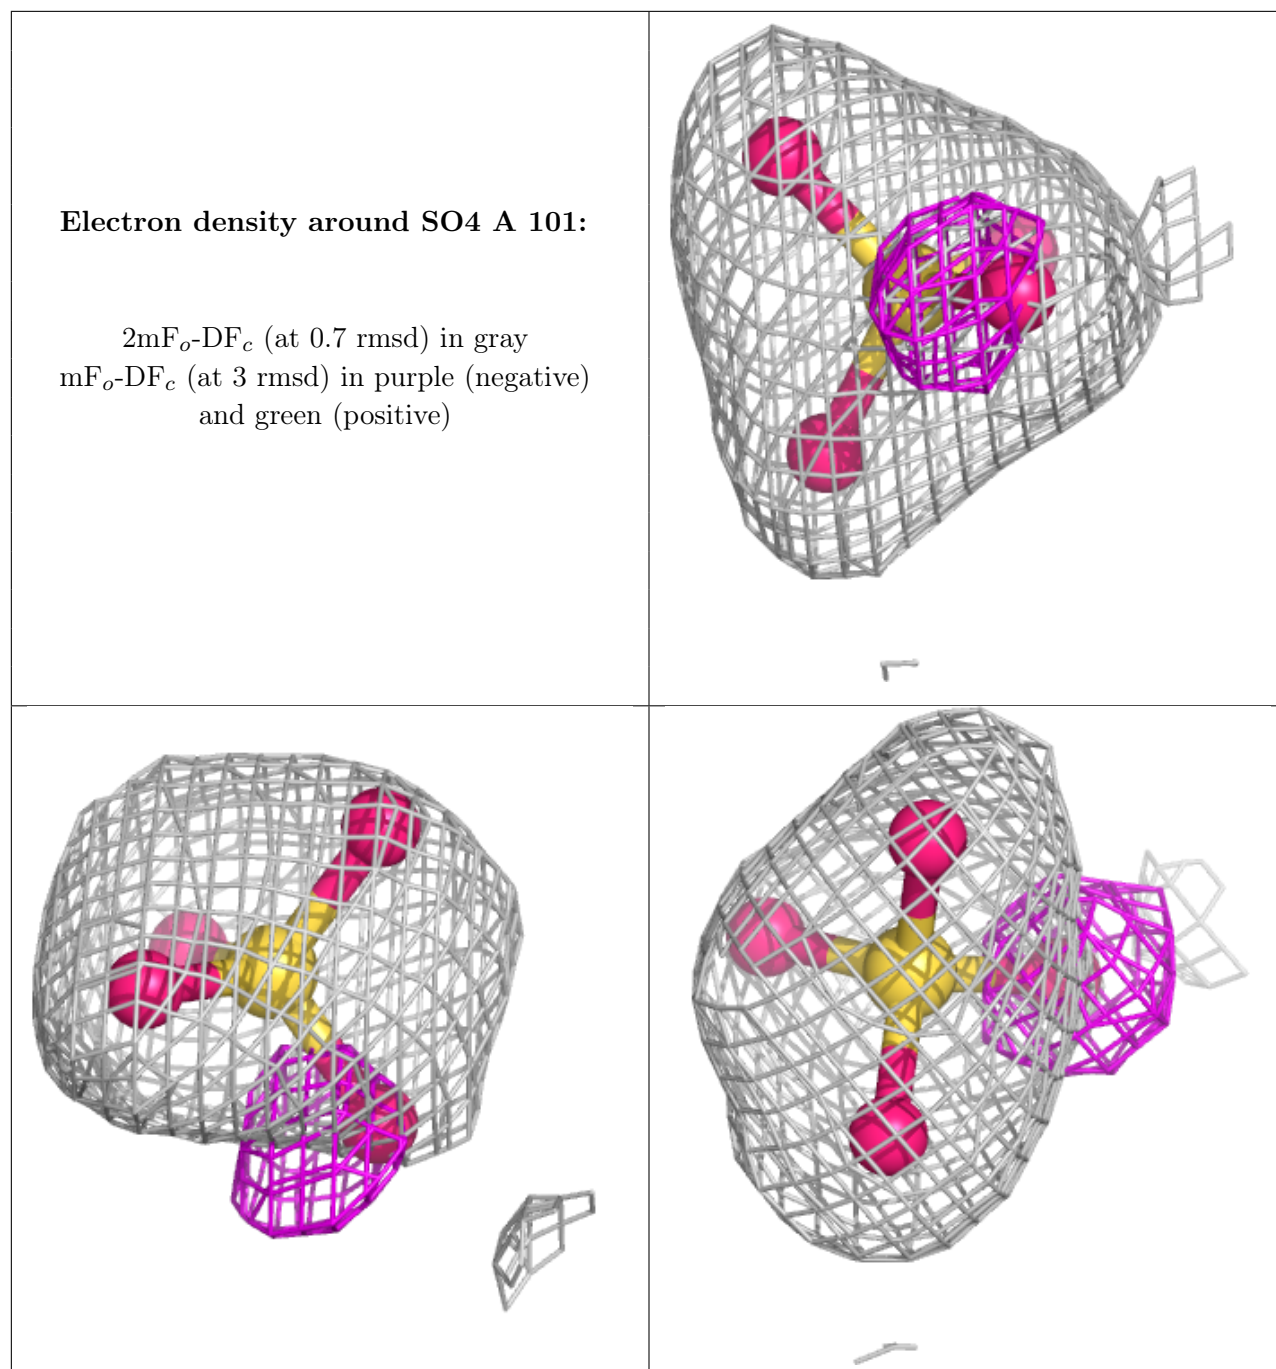 Electron density around SO4 A 101:
2mFo-DFc (at 0.7 rmsd) in gray
mFo-DFc (at 3 rmsd) in purple (negative)
and green (positive)